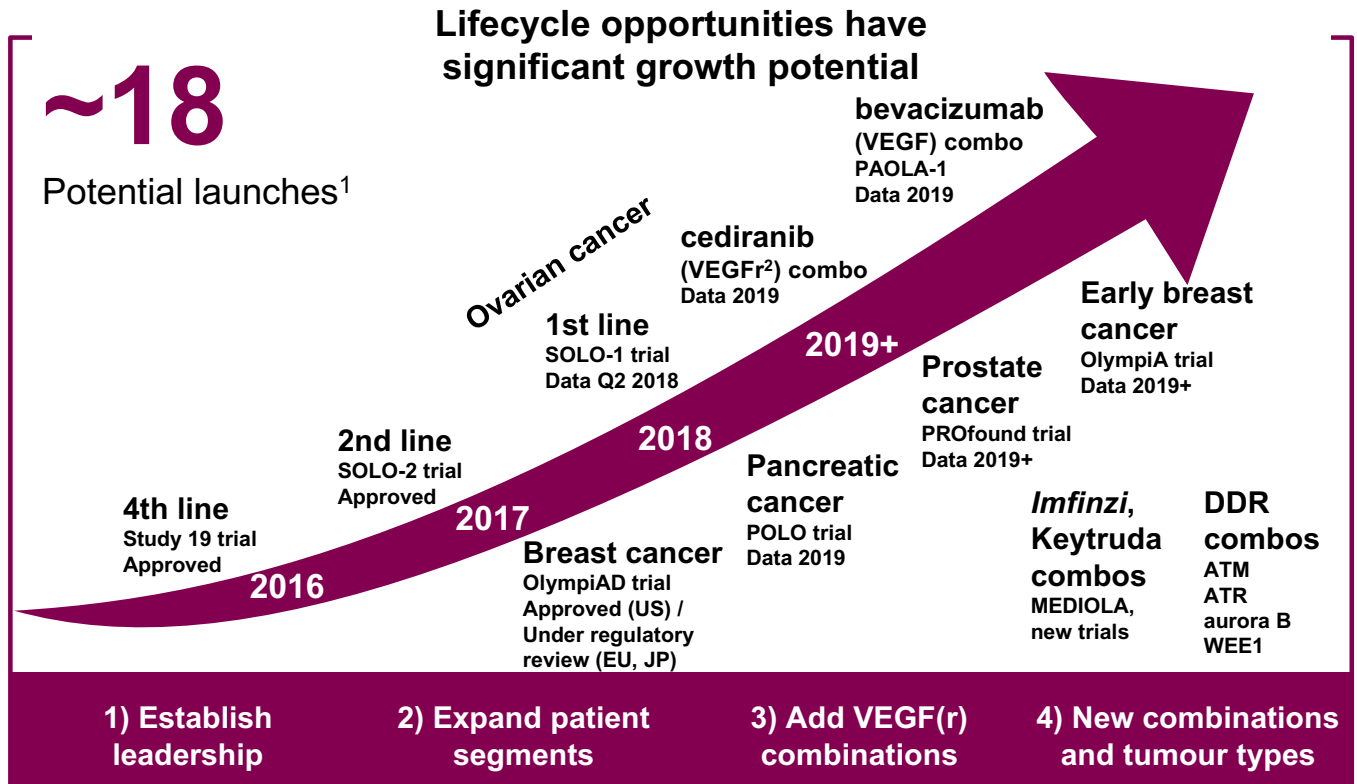 Lifecycle opportunities have
significant growth potential
~18
Potential launches¹
bevacizumab
(VEGF) combo
PAOLA-1
Data 2019
Ovarian cancer
cediranib
(VEGFr²) combo
Data 2019
1st line
SOLO-1 trial
Data Q2 2018
2nd line
SOLO-2 trial
Approved
4th line
Study 19 trial
Approved
2016
2017
2018
2019+
Breast cancer
OlympiAD trial
Approved (US) /
Under regulatory
review (EU, JP)
Pancreatic
cancer
POLO trial
Data 2019
Prostate
cancer
PROfound trial
Data 2019+
Early breast
cancer
OlympiA trial
Data 2019+
Imfinzi,
Keytruda
combos
MEDIOLA,
new trials
DDR
combos
ATM
ATR
aurora B
WEE1
1) Establish
leadership
2) Expand patient
segments
3) Add VEGF(r)
combinations
4) New combinations
and tumour types